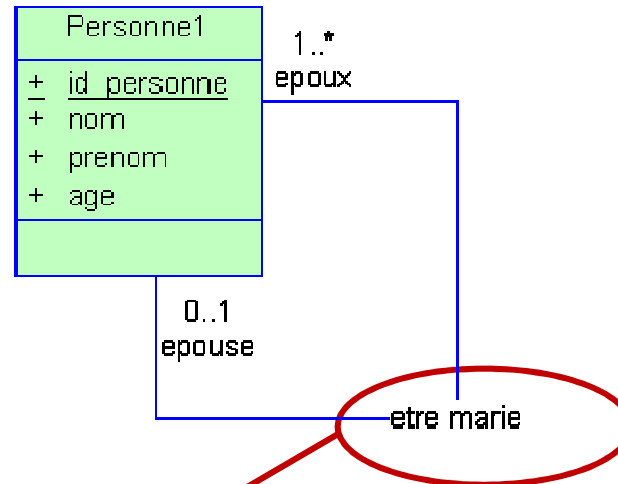 Personne1
+ id_personne
+ nom
+ prenom
+ age
1..*
epoux
0..1
epouse
etre marie